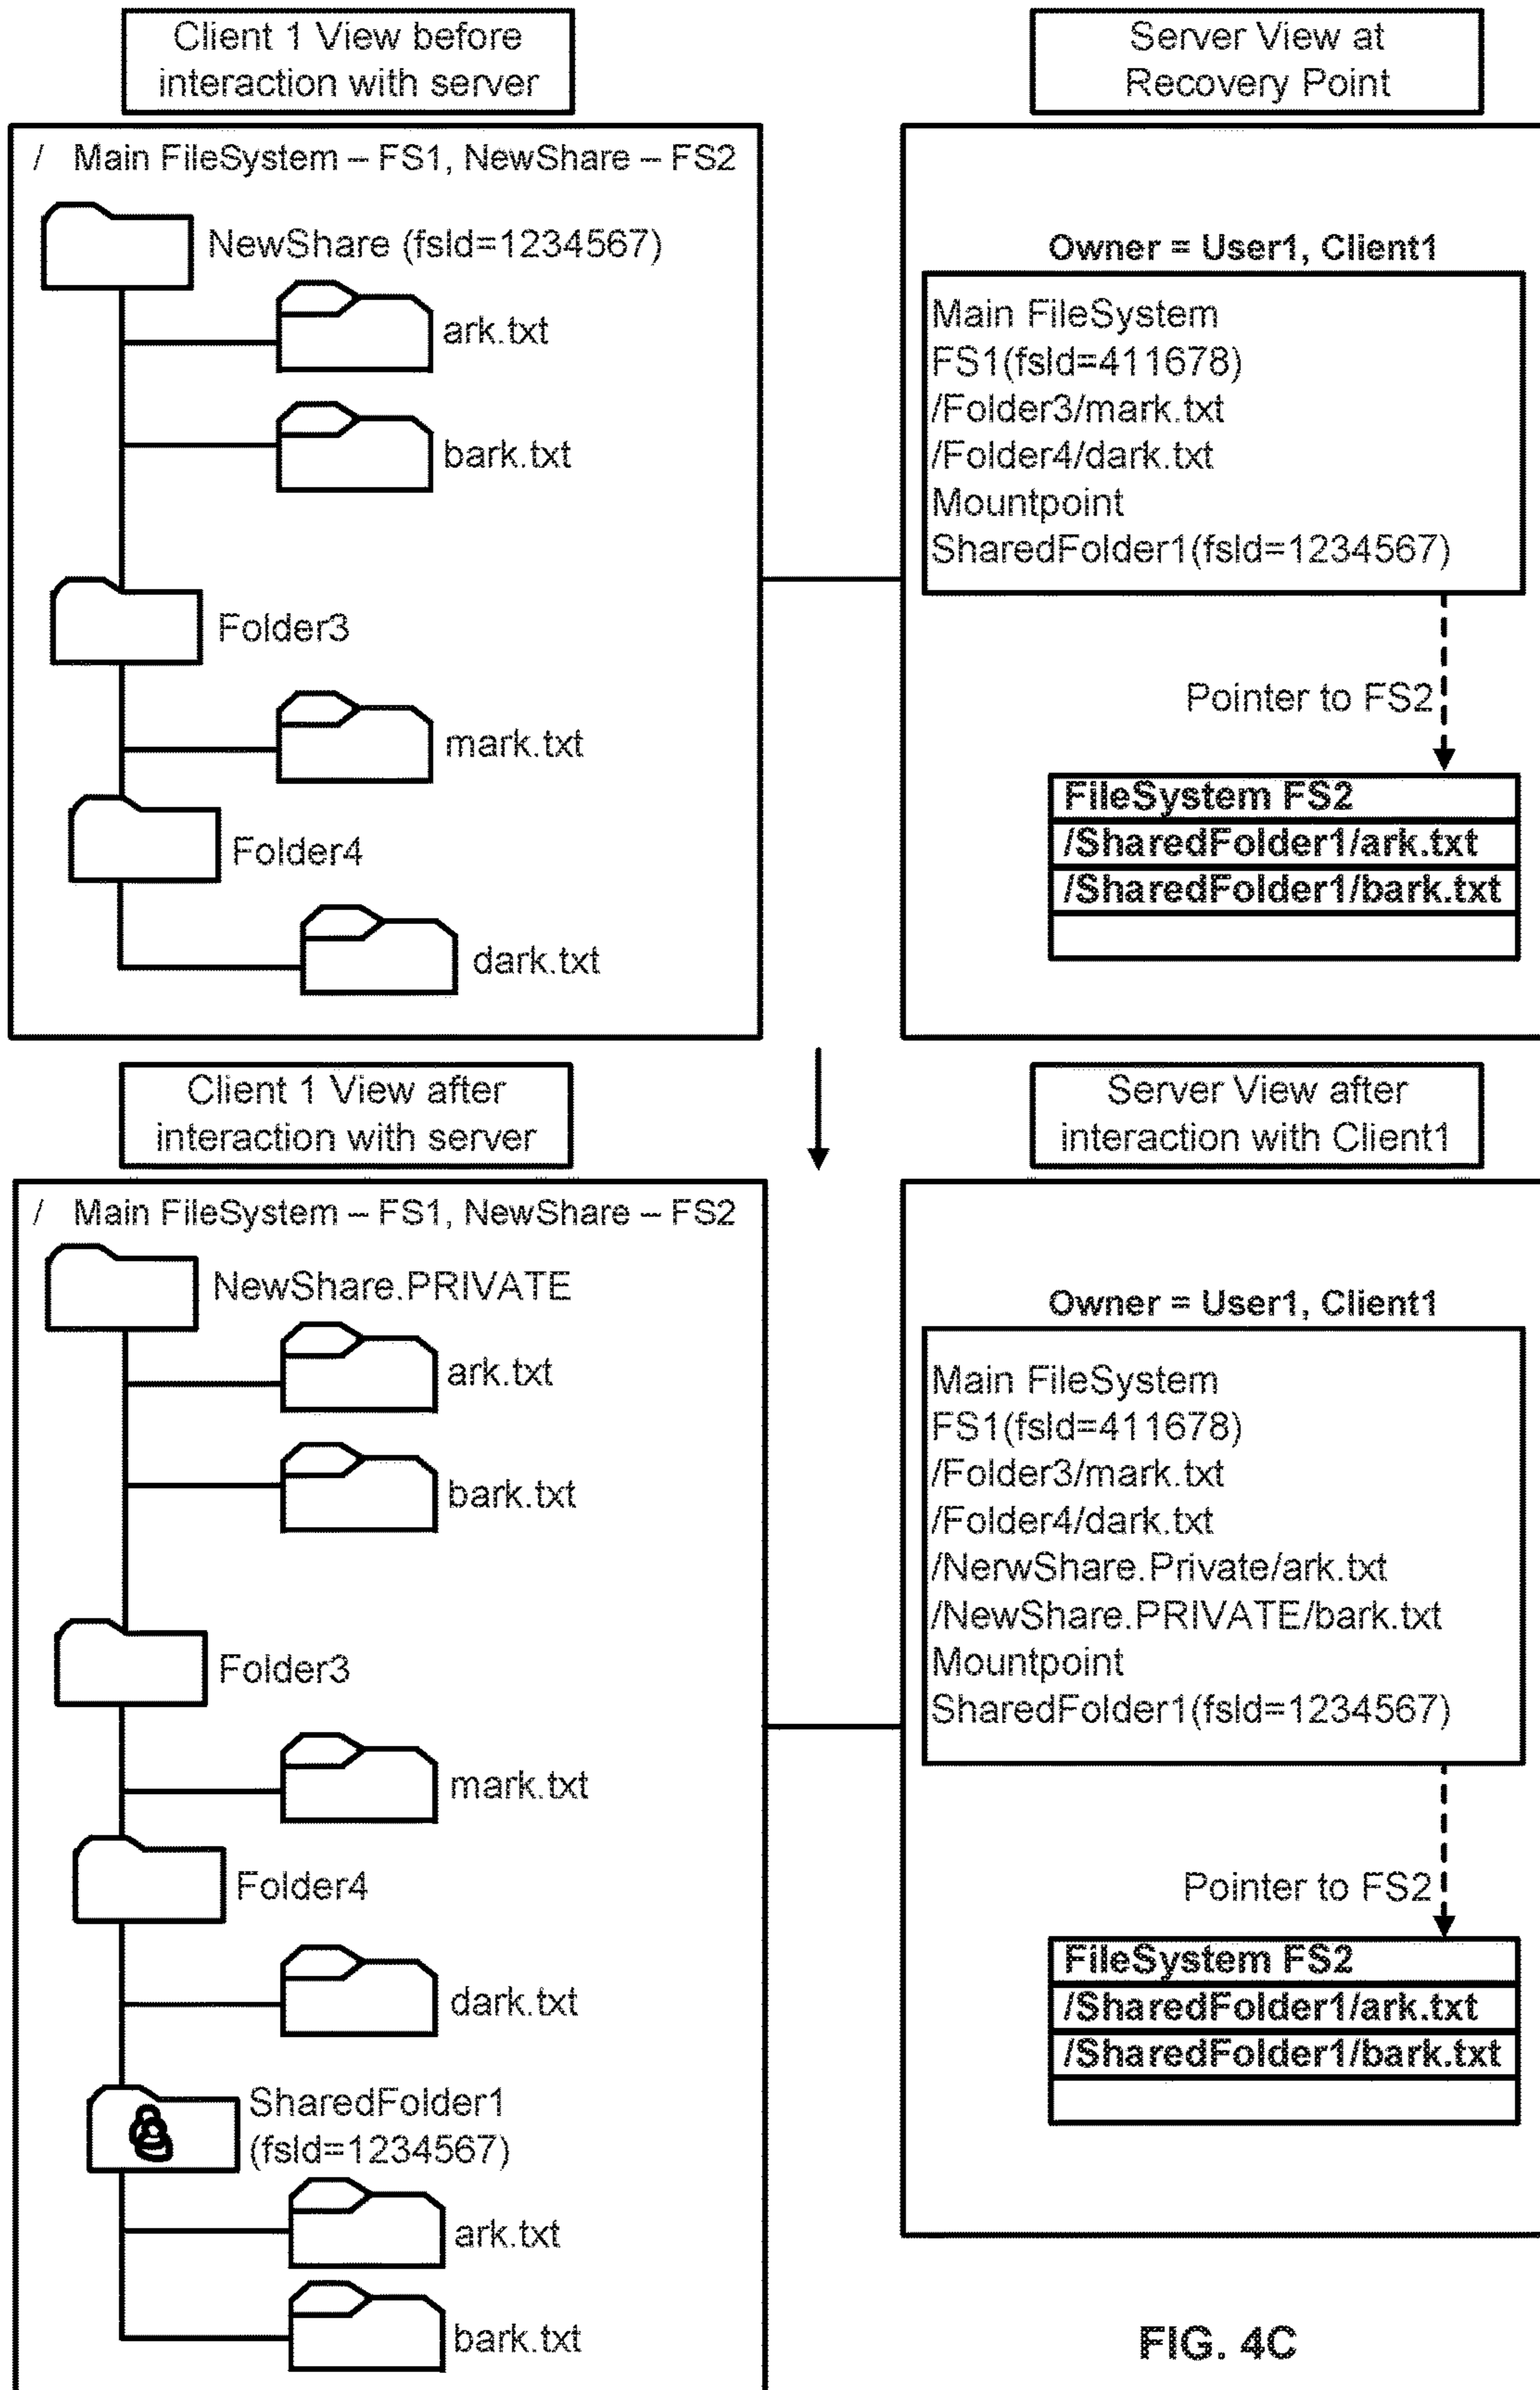 Client 1 View before
interaction with server
Server View at
Recovery Point
/ Main FileSystem – FS1, NewShare – FS2
NewShare (fsId=1234567)
ark.txt
bark.txt
Folder3
mark.txt
Folder4
dark.txt
Owner = User1, Client1
Main FileSystem
FS1(fsId=411678)
/Folder3/mark.txt
/Folder4/dark.txt
Mountpoint
SharedFolder1(fsId=1234567)
Pointer to FS2
FileSystem FS2
/SharedFolder1/ark.txt
/SharedFolder1/bark.txt
Client 1 View after
interaction with server
Server View after
interaction with Client1
/ Main FileSystem – FS1, NewShare – FS2
NewShare.PRIVATE
ark.txt
bark.txt
Folder3
mark.txt
Folder4
dark.txt
SharedFolder1
(fsId=1234567)
ark.txt
bark.txt
Owner = User1, Client1
Main FileSystem
FS1(fsId=411678)
/Folder3/mark.txt
/Folder4/dark.txt
/NerwShare.Private/ark.txt
/NewShare.PRIVATE/bark.txt
Mountpoint
SharedFolder1(fsId=1234567)
Pointer to FS2
FileSystem FS2
/SharedFolder1/ark.txt
/SharedFolder1/bark.txt
FIG. 4C